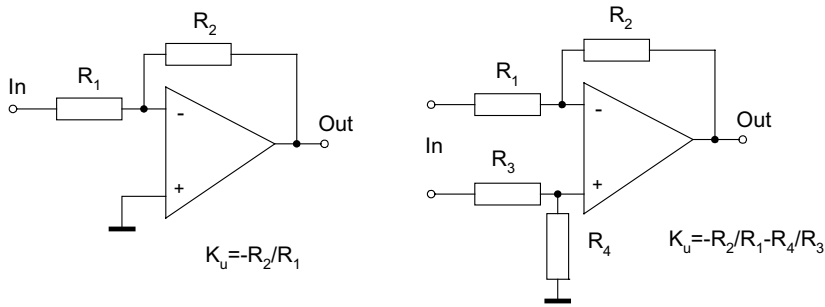 R₂
R₁
In
-
+
Out
Kᵤ=-R₂/R₁
R₂
R₁
In
R₃
-
+
Out
R₄
Kᵤ=-R₂/R₁-R₄/R₃